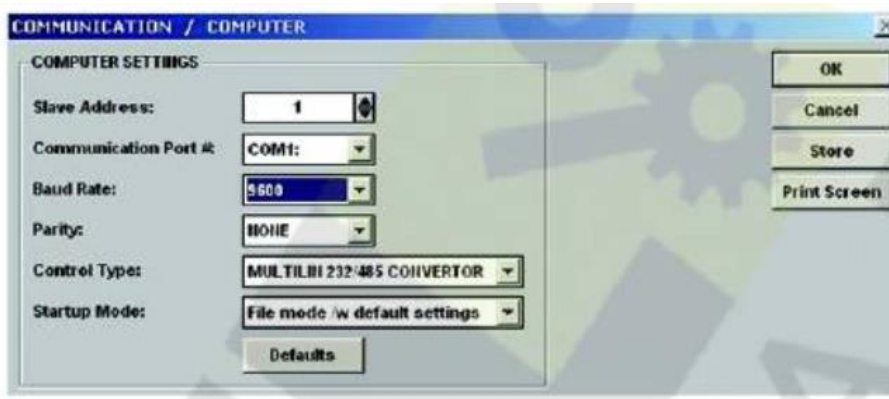 COMMUNICATION / COMPUTER
COMPUTER SETTINGS
Slave Address: 1
Communication Port #: COM1:
Baud Rate: 9600
Parity: NONE
Control Type: MULTILIN 232/485 CONVERTOR
Startup Mode: File mode /w default settings
Defaults
OK
Cancel
Store
Print Screen